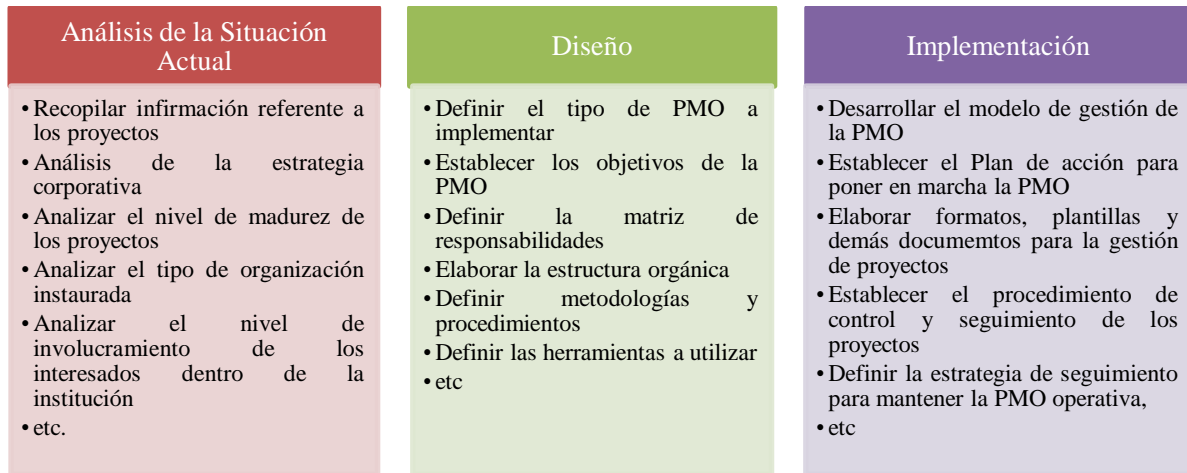 Análisis de la Situación
Actual
• Recopilar infirmación referente a
los proyectos
• Análisis de la estrategia
corporativa
• Analizar el nivel de madurez de
los proyectos
• Analizar el tipo de organización
instaurada
• Analizar el nivel de
involucramiento de los
interesados dentro de la
institución
• etc.
Diseño
• Definir el tipo de PMO a
implementar
• Establecer los objetivos de la
PMO
• Definir la matriz de
responsabilidades
• Elaborar la estructura orgánica
• Definir metodologías y
procedimientos
• Definir las herramientas a utilizar
• etc
Implementación
• Desarrollar el modelo de gestión de
la PMO
• Establecer el Plan de acción para
poner en marcha la PMO
• Elaborar formatos, plantillas y
demás documemtos para la gestión
de proyectos
• Establecer el procedimiento de
control y seguimiento de los
proyectos
• Definir la estrategia de seguimiento
para mantener la PMO operativa,
• etc